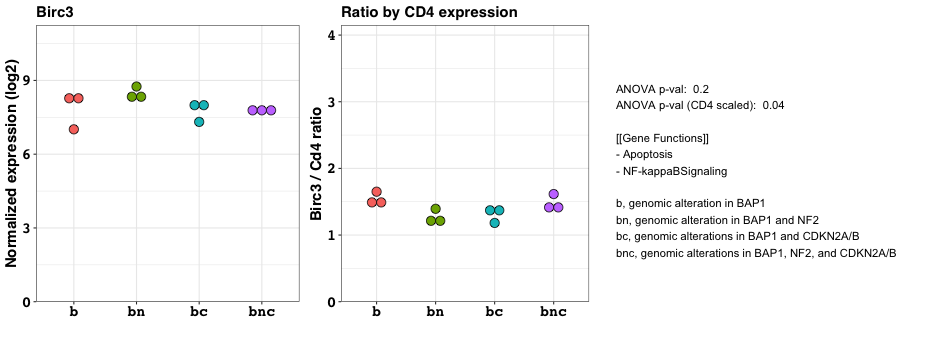 Birc3
Normalized expression (log2)
9
6
3
0
b bn bc bnc
Ratio by CD4 expression
Birc3 / Cd4 ratio
4
3
2
1
0
b bn bc bnc
ANOVA p-val: 0.2
ANOVA p-val (CD4 scaled): 0.04
[[Gene Functions]]
- Apoptosis
- NF-kappaBSignaling
b, genomic alteration in BAP1
bn, genomic alteration in BAP1 and NF2
bc, genomic alterations in BAP1 and CDKN2A/B
bnc, genomic alterations in BAP1, NF2, and CDKN2A/B